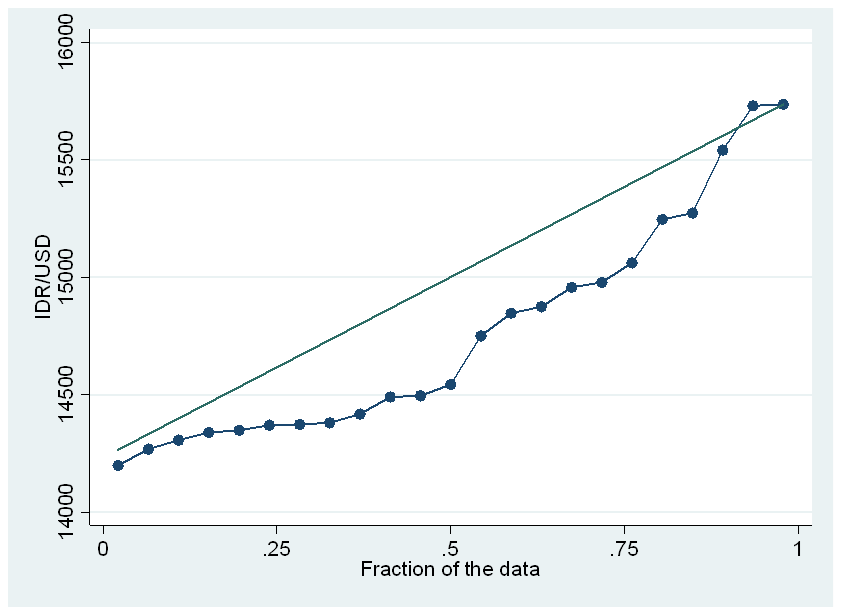 16000
15500
15000
14500
14000
IDR/USD
0 .25 .5 .75 1
Fraction of the data